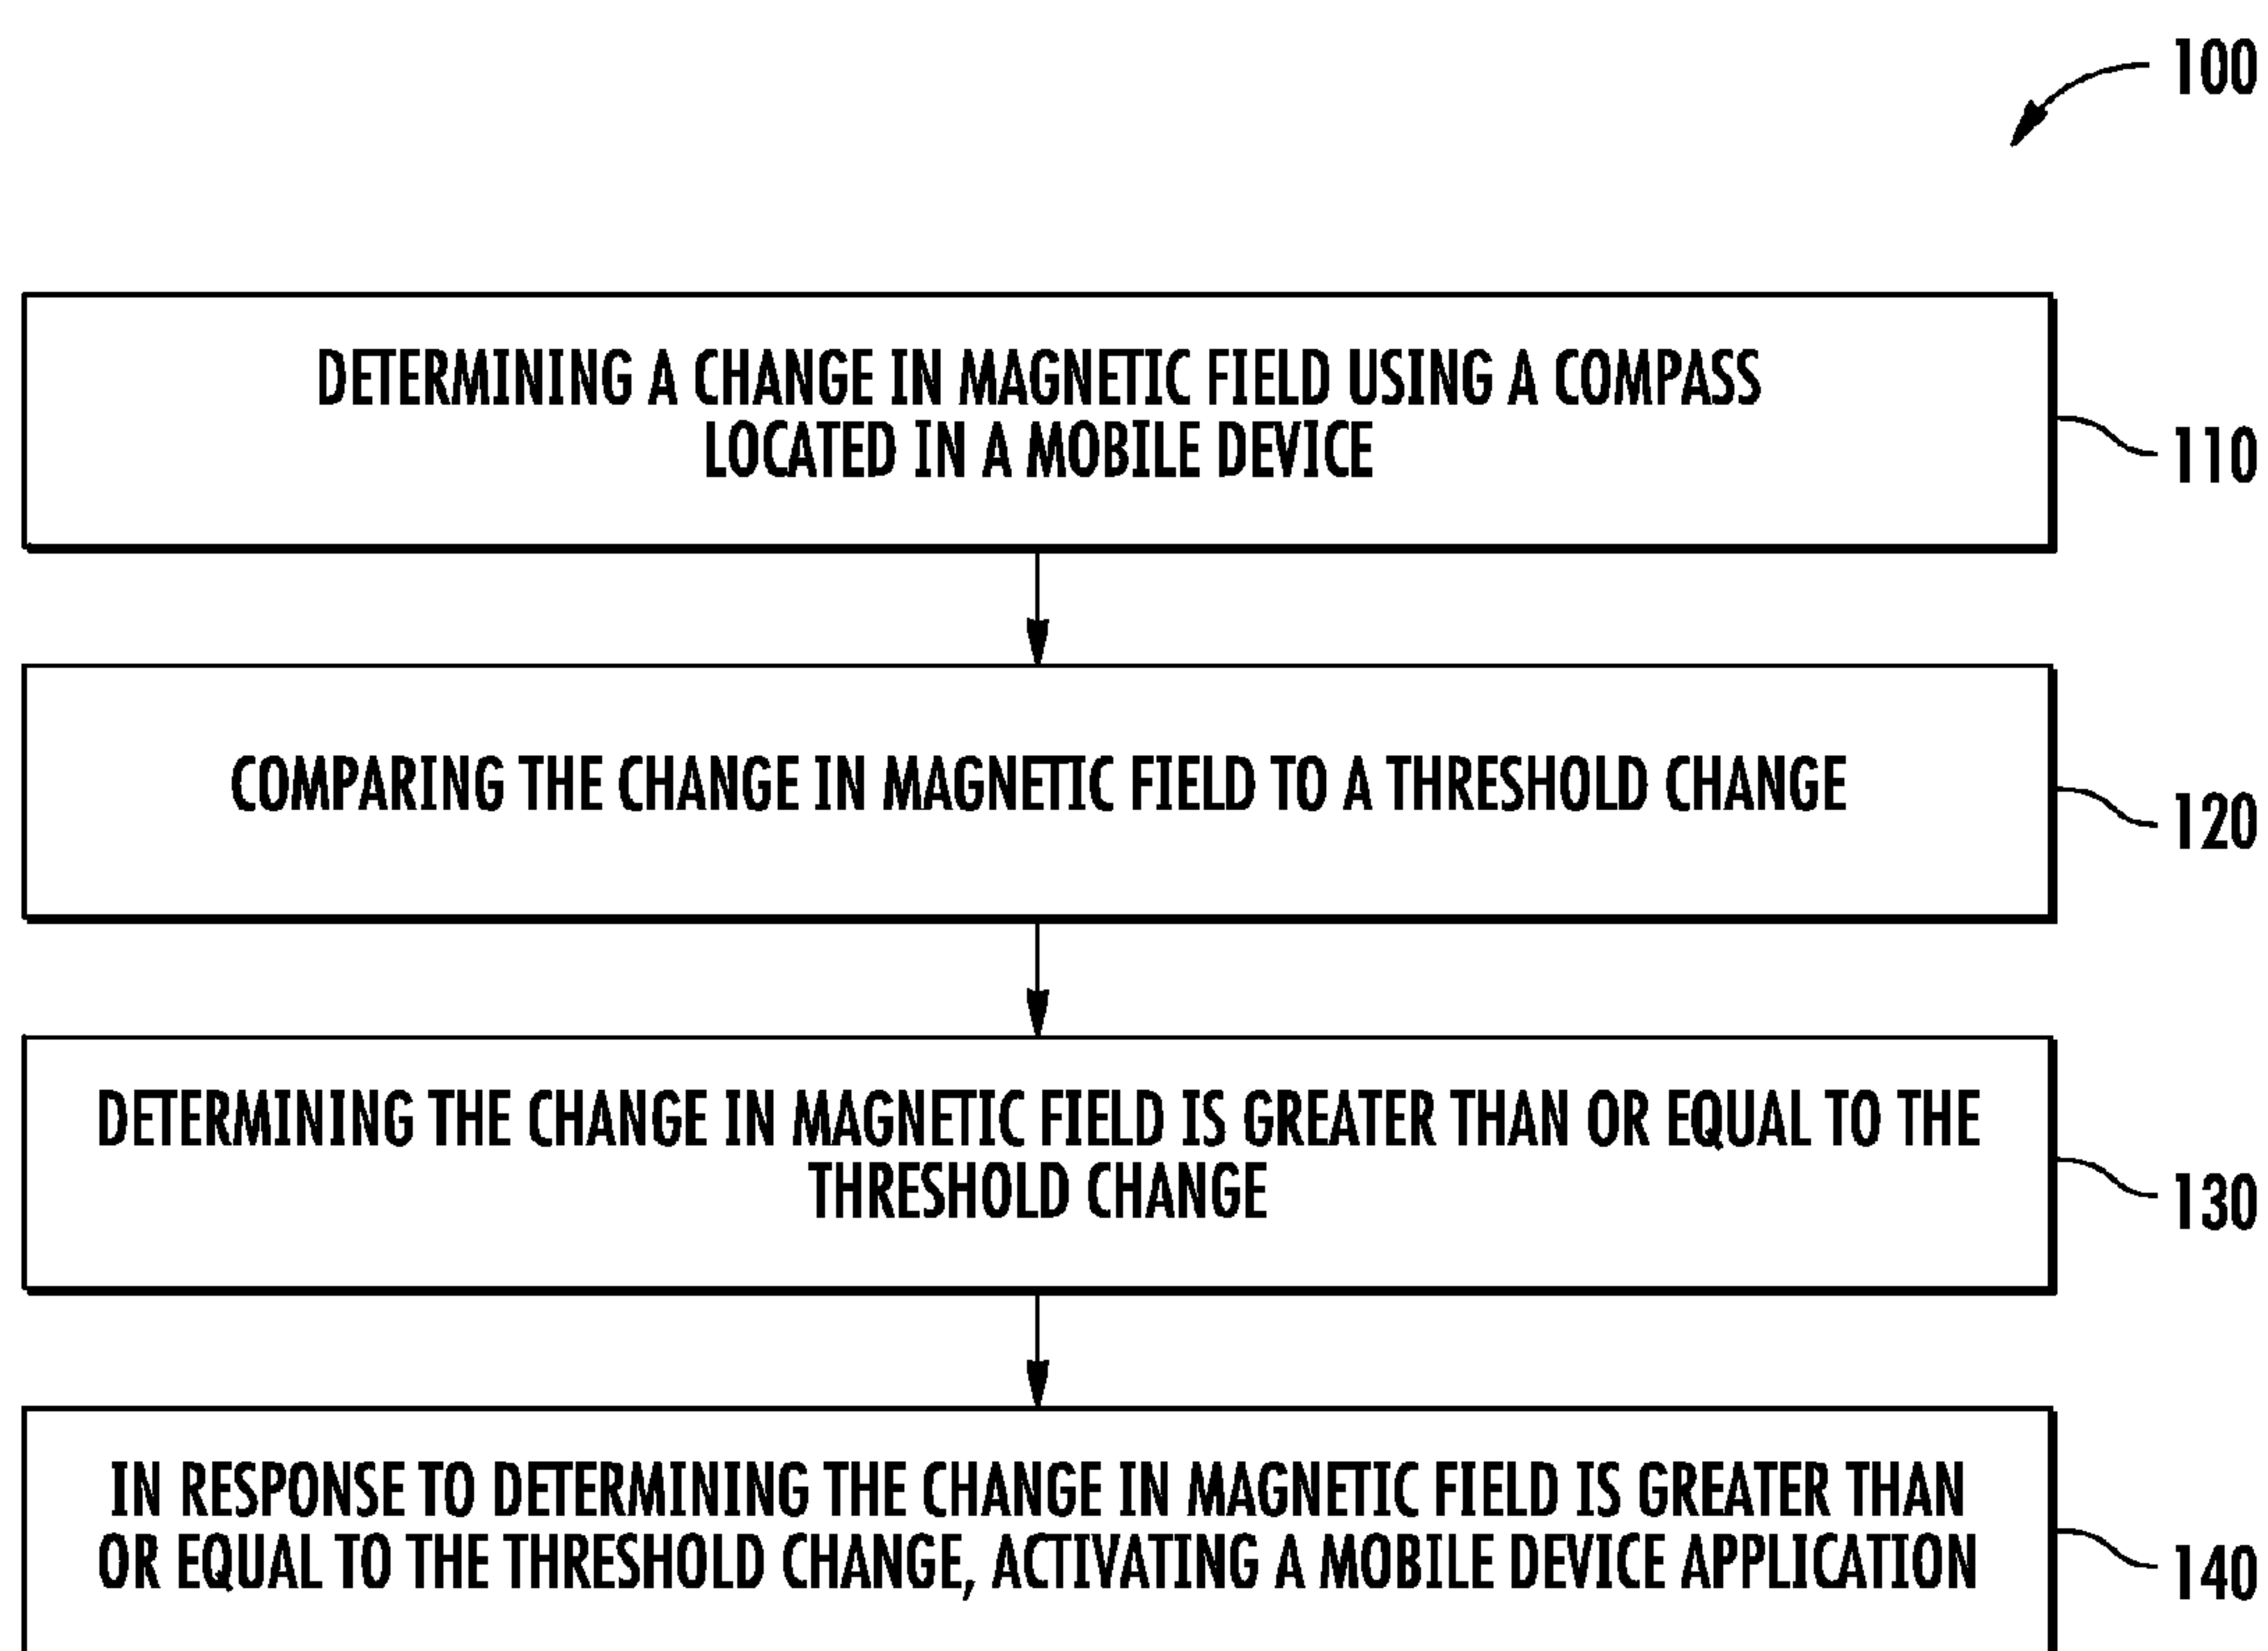 100
DETERMINING A CHANGE IN MAGNETIC FIELD USING A COMPASS
LOCATED IN A MOBILE DEVICE
110
COMPARING THE CHANGE IN MAGNETIC FIELD TO A THRESHOLD CHANGE
120
DETERMINING THE CHANGE IN MAGNETIC FIELD IS GREATER THAN OR EQUAL TO THE
THRESHOLD CHANGE
130
IN RESPONSE TO DETERMINING THE CHANGE IN MAGNETIC FIELD IS GREATER THAN
OR EQUAL TO THE THRESHOLD CHANGE, ACTIVATING A MOBILE DEVICE APPLICATION
140